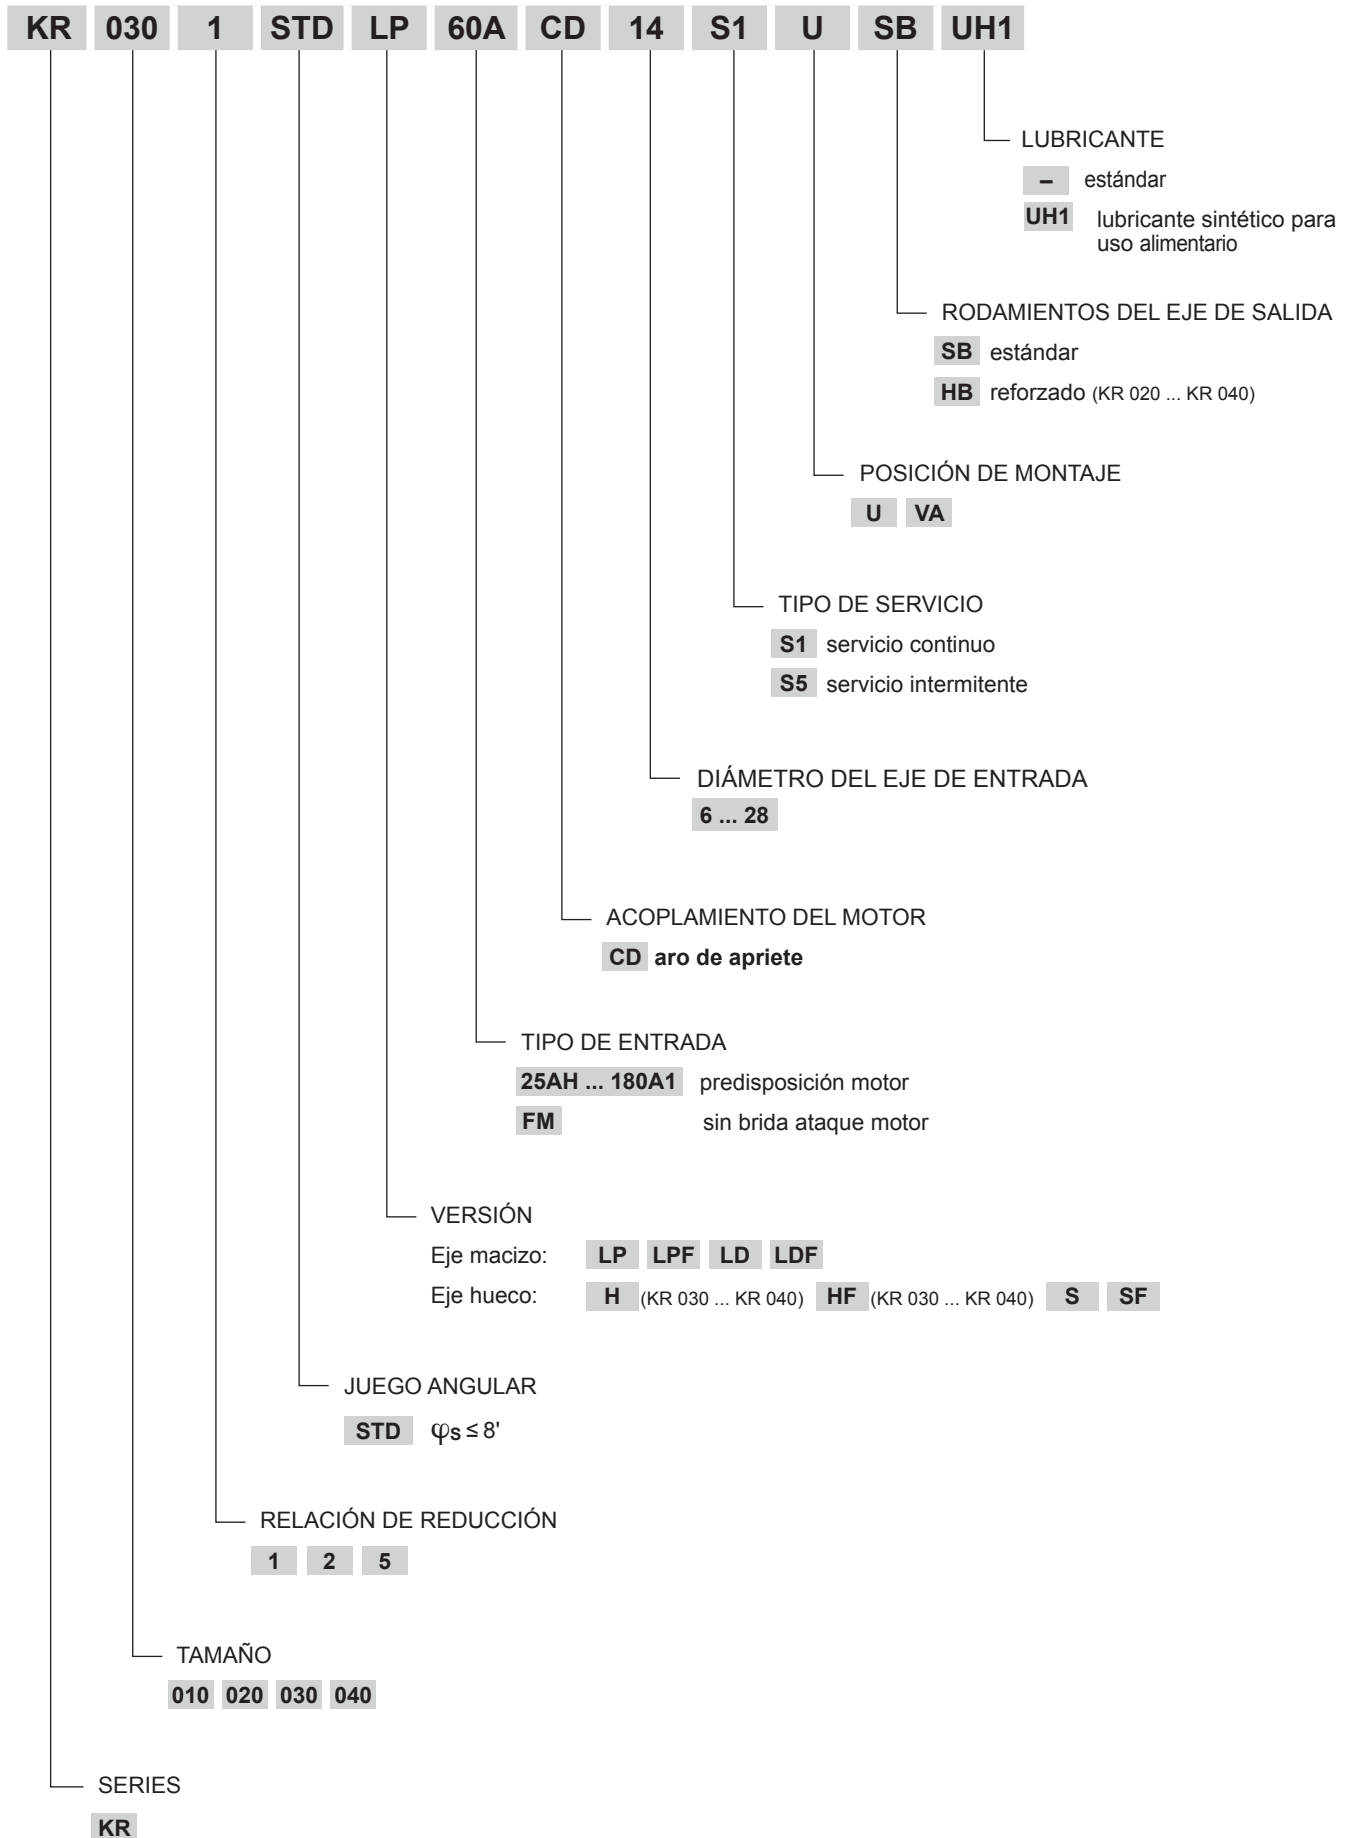 KR 030 1 STD LP 60A CD 14 S1 U SB UH1
LUBRICANTE
– estándar
UH1 lubricante sintético para
uso alimentario
RODAMIENTOS DEL EJE DE SALIDA
SB estándar
HB reforzado (KR 020 ... KR 040)
POSICIÓN DE MONTAJE
U VA
TIPO DE SERVICIO
S1 servicio continuo
S5 servicio intermitente
DIÁMETRO DEL EJE DE ENTRADA
6 ... 28
ACOPLAMIENTO DEL MOTOR
CD aro de apriete
TIPO DE ENTRADA
25AH ... 180A1 predisposición motor
FM sin brida ataque motor
VERSIÓN
Eje macizo: LP LPF LD LDF
Eje hueco: H (KR 030 ... KR 040) HF (KR 030 ... KR 040) S SF
JUEGO ANGULAR
STD φs ≤ 8'
RELACIÓN DE REDUCCIÓN
1 2 5
TAMAÑO
010 020 030 040
SERIES
KR